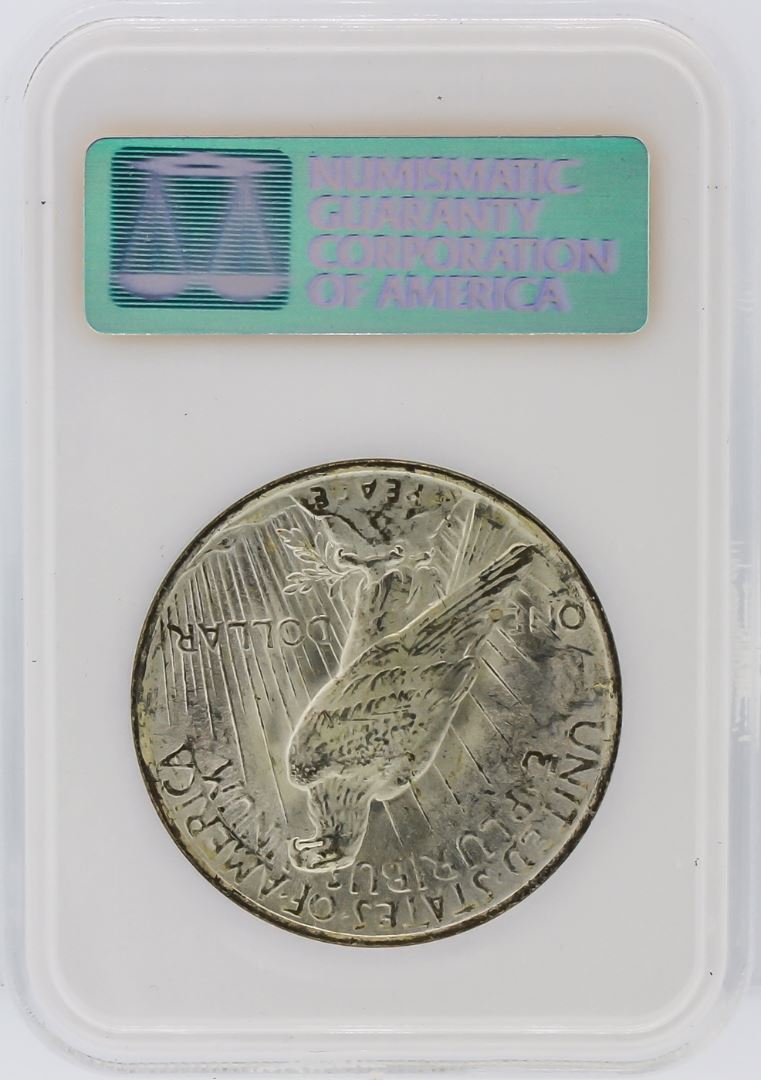 NUMISMATIC
GUARANTY
CORPORATION
OF AMERICA
UNITED·STATES·OF·AMERICA
E PLURIBUS UNUM
ONE DOLLAR
PEACE